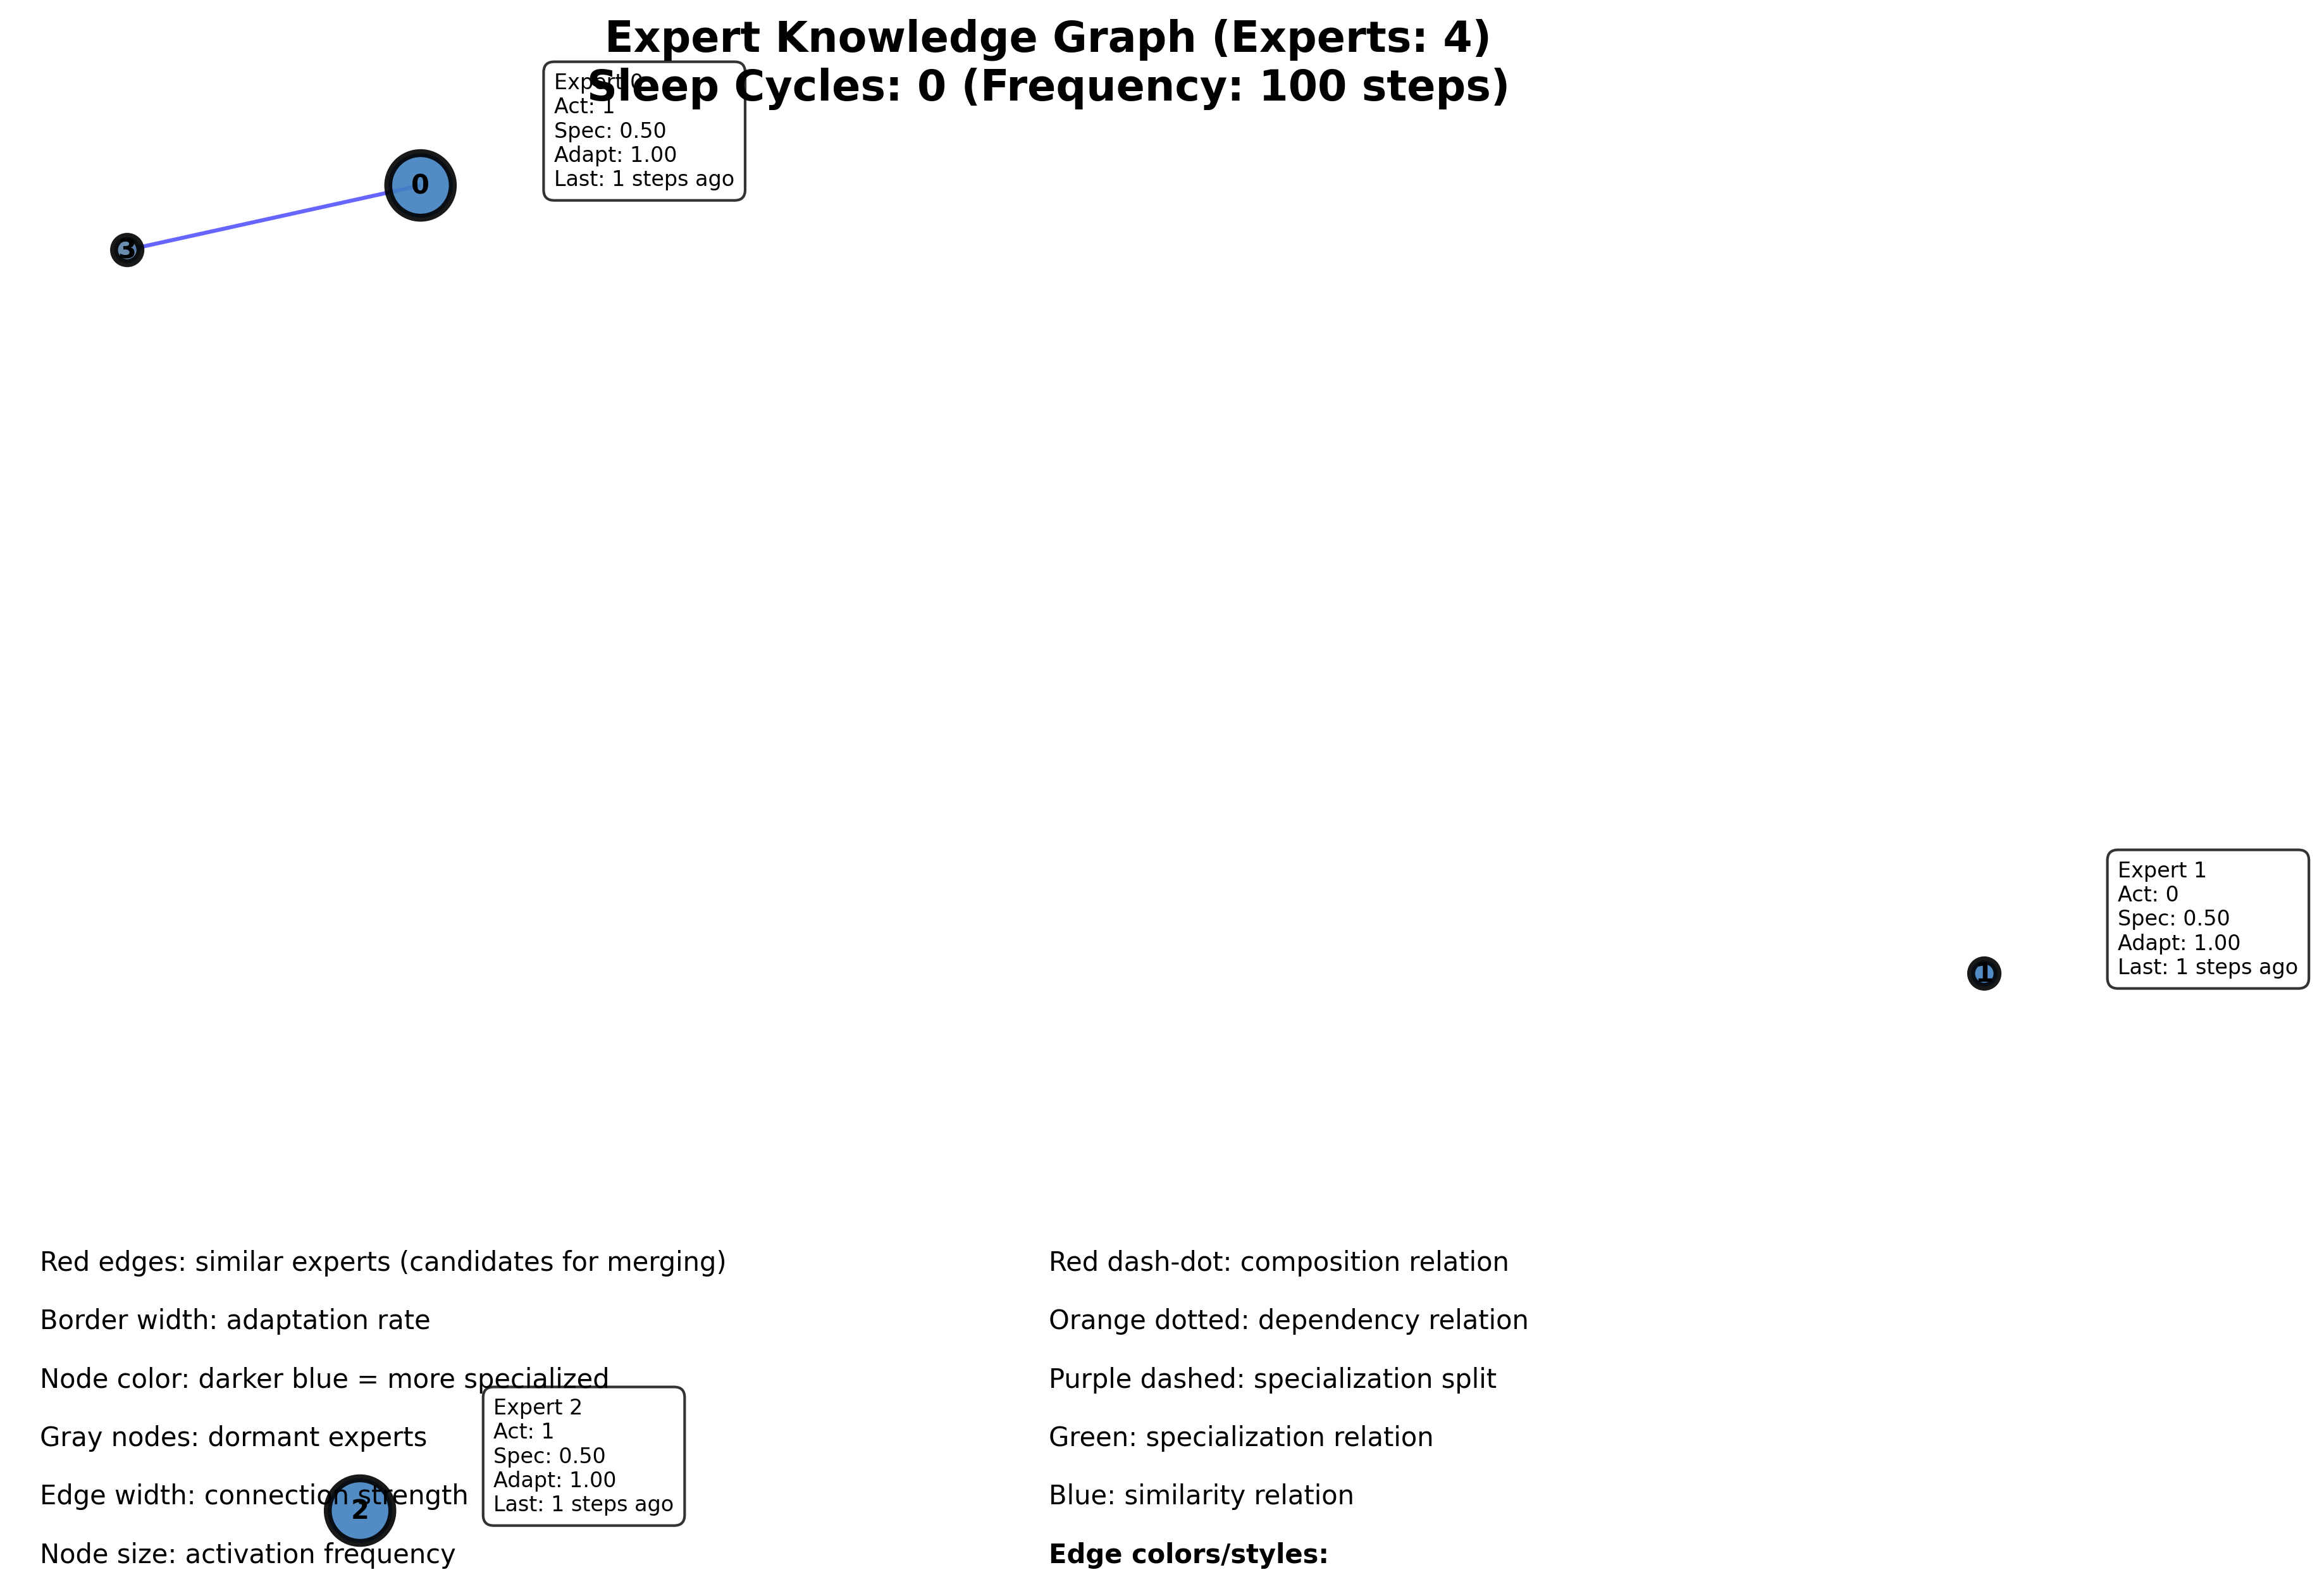 Expert Knowledge Graph (Experts: 4)
Sleep Cycles: 0 (Frequency: 100 steps)
Expert 0
Act: 1
Spec: 0.50
Adapt: 1.00
Last: 1 steps ago
0
3
Expert 1
Act: 0
Spec: 0.50
Adapt: 1.00
Last: 1 steps ago
1
Red edges: similar experts (candidates for merging)
Border width: adaptation rate
Node color: darker blue = more specialized
Gray nodes: dormant experts
Edge width: connection strength
Node size: activation frequency
Expert 2
Act: 1
Spec: 0.50
Adapt: 1.00
Last: 1 steps ago
2
Red dash-dot: composition relation
Orange dotted: dependency relation
Purple dashed: specialization split
Green: specialization relation
Blue: similarity relation
Edge colors/styles: